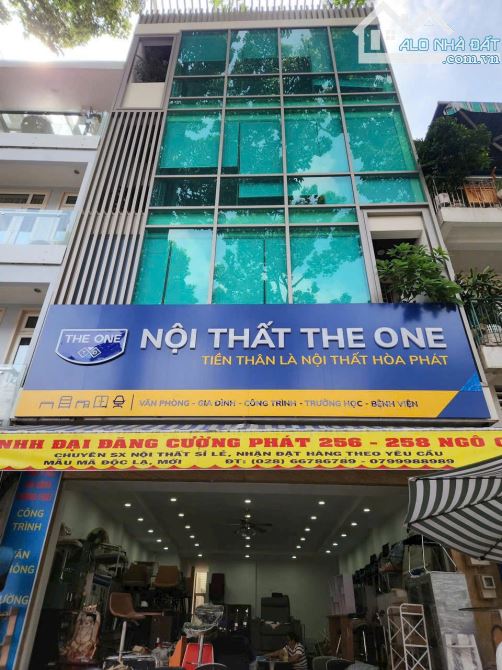 ALO NHÀ ĐẤT
.com.vn
THE ONE
NỘI THẤT THE ONE
TIỀN THÂN LÀ NỘI THẤT HÒA PHÁT
VĂN PHÒNG - GIA ĐÌNH - CÔNG TRÌNH - TRƯỜNG HỌC - BỆNH VIỆN
NHH ĐẠI ĐĂNG CƯỜNG PHÁT 256 - 258 NGÔ
CHUYÊN SX NỘI THẤT SỈ LẺ, NHẬN ĐẶT HÀNG THEO YÊU CẦU
MẪU MÃ ĐỘC LẠ, MỚI ĐT: (028) 66786789 - 0799988989
CÔNG
TRÌNH